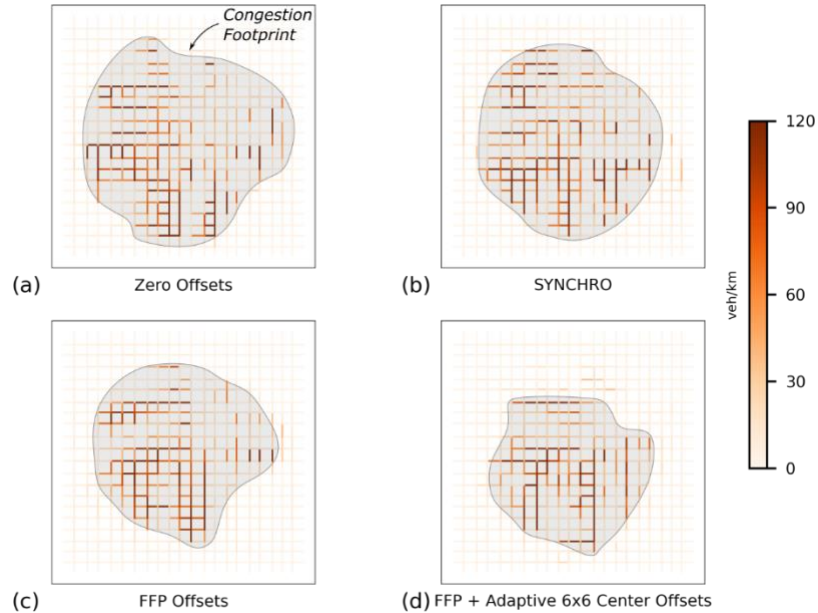 Congestion
Footprint
(a)
Zero Offsets
(b)
SYNCHRO
120
90
60
30
0
veh/km
(c)
FFP Offsets
(d)
FFP + Adaptive 6x6 Center Offsets